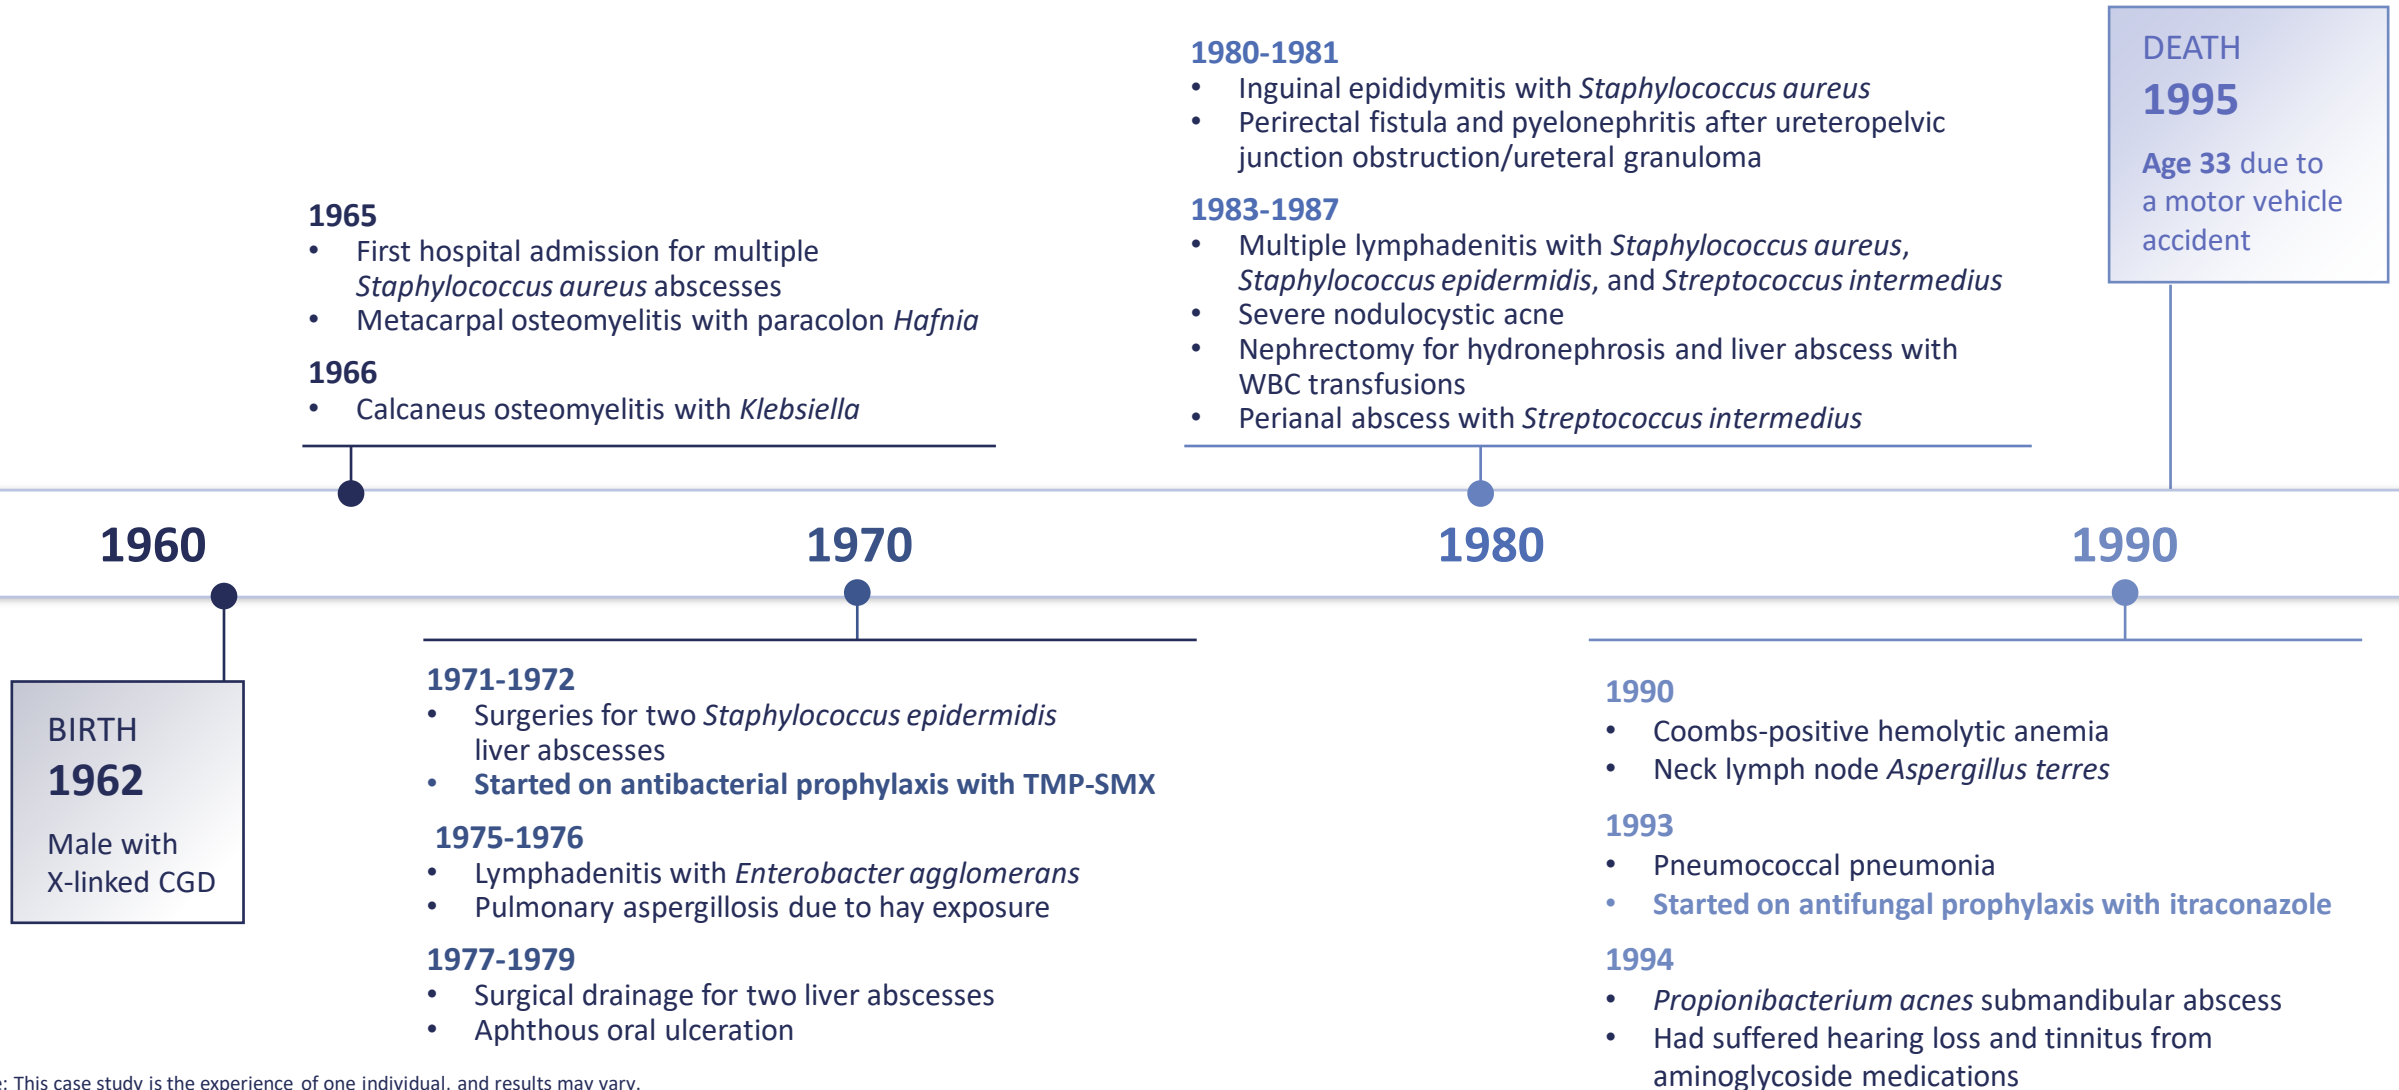 1980-1981
• Inguinal epididymitis with Staphylococcus aureus
• Perirectal fistula and pyelonephritis after ureteropelvic
junction obstruction/ureteral granuloma
1983-1987
• Multiple lymphadenitis with Staphylococcus aureus,
Staphylococcus epidermidis, and Streptococcus intermedius
• Severe nodulocystic acne
• Nephrectomy for hydronephrosis and liver abscess with
WBC transfusions
• Perianal abscess with Streptococcus intermedius
DEATH
1995
Age 33 due to
a motor vehicle
accident
1965
• First hospital admission for multiple
Staphylococcus aureus abscesses
• Metacarpal osteomyelitis with paracolon Hafnia
1966
• Calcaneus osteomyelitis with Klebsiella
1960 1970 1980 1990
BIRTH
1962
Male with
X-linked CGD
1971-1972
• Surgeries for two Staphylococcus epidermidis
liver abscesses
• Started on antibacterial prophylaxis with TMP-SMX
1975-1976
• Lymphadenitis with Enterobacter agglomerans
• Pulmonary aspergillosis due to hay exposure
1977-1979
• Surgical drainage for two liver abscesses
• Aphthous oral ulceration
1990
• Coombs-positive hemolytic anemia
• Neck lymph node Aspergillus terres
1993
• Pneumococcal pneumonia
• Started on antifungal prophylaxis with itraconazole
1994
• Propionibacterium acnes submandibular abscess
• Had suffered hearing loss and tinnitus from
aminoglycoside medications
: This case study is the experience of one individual, and results may vary.